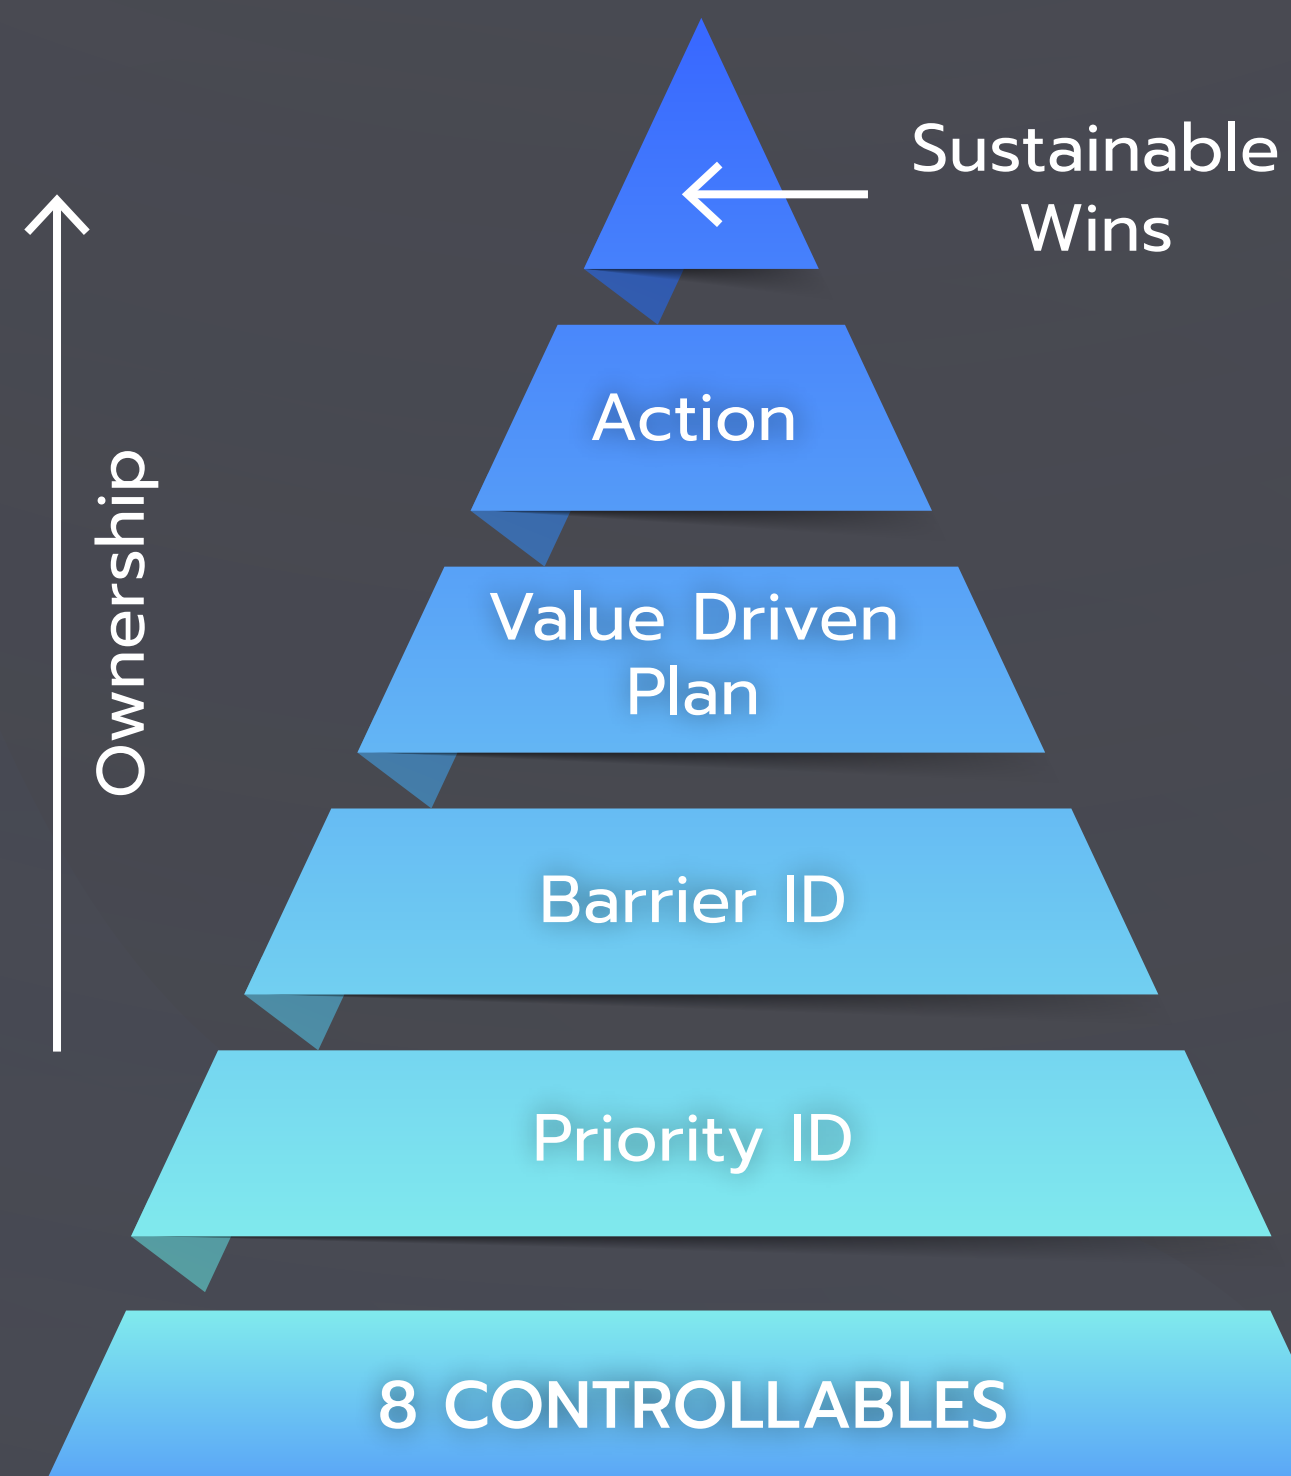 Sustainable
Wins
Action
Ownership
Value Driven
Plan
Barrier ID
Priority ID
8 CONTROLLABLES